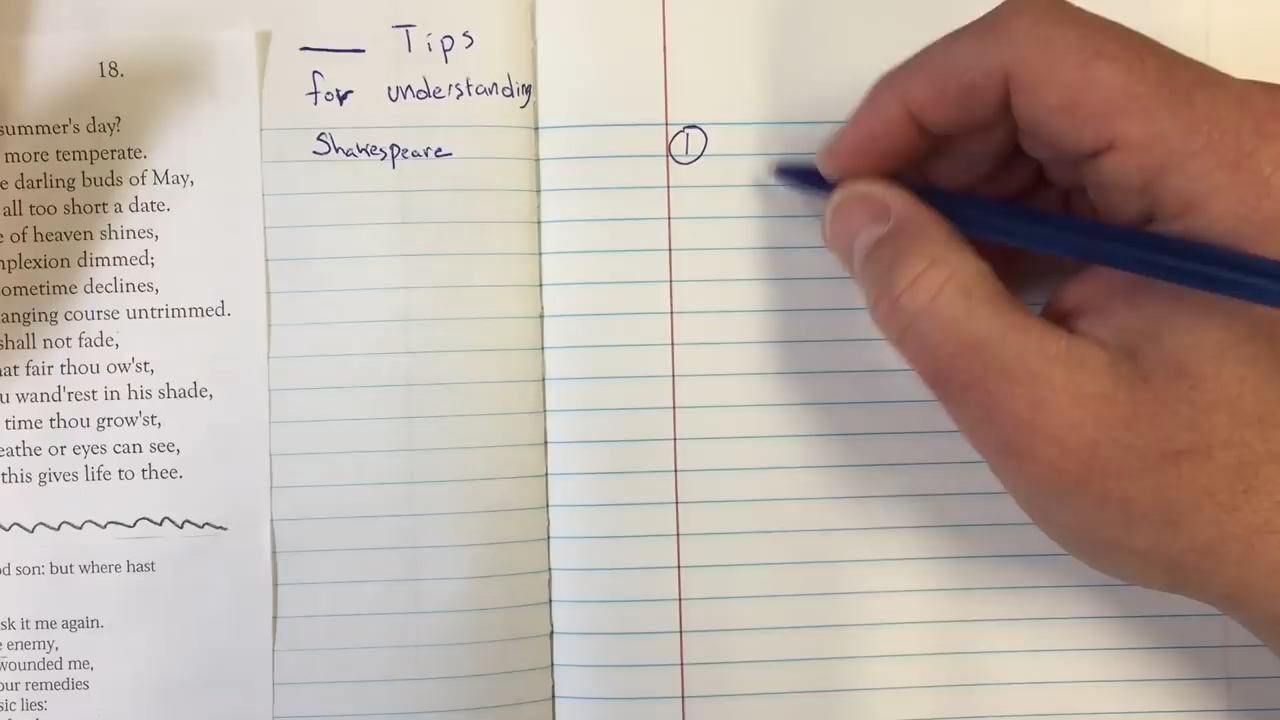 18.
summer's day?
more temperate.
darling buds of May,
all too short a date.
of heaven shines,
mplexion dimmed;
ometime declines,
anging course untrimmed.
shall not fade,
at fair thou ow'st,
u wand'rest in his shade,
time thou grow'st,
eathe or eyes can see,
this gives life to thee.
d son: but where hast
sk it me again.
enemy,
wounded me,
our remedies
sic lies:
___ Tips
for understanding
Shakespeare
1